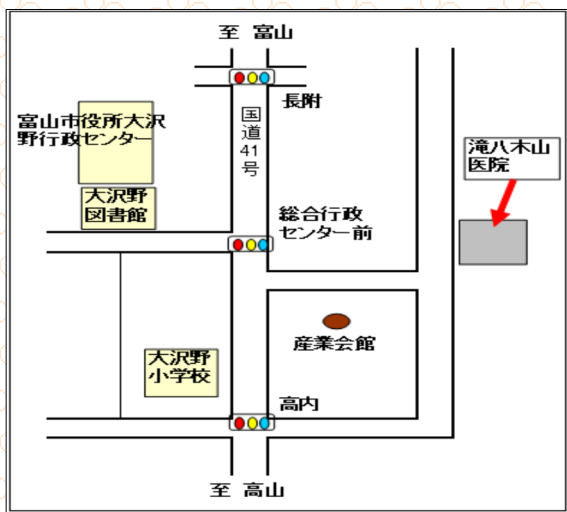 至 富山
長附
国
道
41
号
富山市役所大沢
野行政センター
滝八木山
医院
大沢野
図書館
総合行政
センター前
産業会館
大沢野
小学校
高内
至 高山